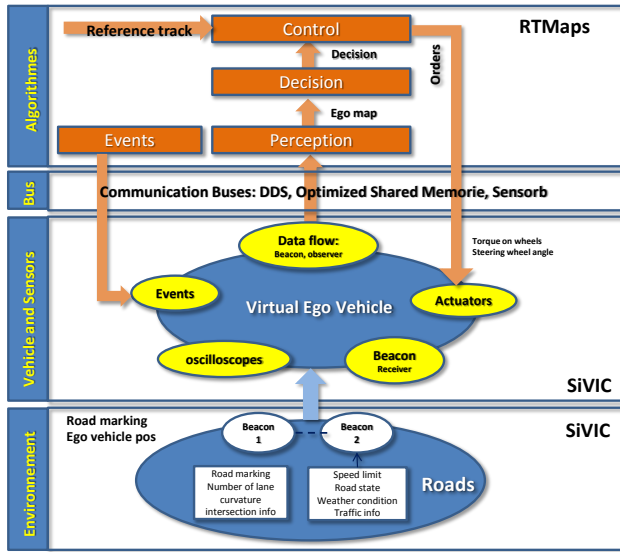 Algorithmes
Reference track
Control
RTMaps
Decision
Orders
Decision
Ego map
Events
Perception
Bus
Communication Buses: DDS, Optimized Shared Memorie, Sensorb
Vehicle and Sensors
Data flow:
Beacon, observer
Torque on wheels
Steering wheel angle
Events
Virtual Ego Vehicle
Actuators
oscilloscopes
Beacon
Receiver
SiVIC
Environnement
Road marking
Ego vehicle pos
SiVIC
Beacon
1
Beacon
2
Road marking
Number of lane
curvature
intersection info
Speed limit
Road state
Weather condition
Traffic info
Roads